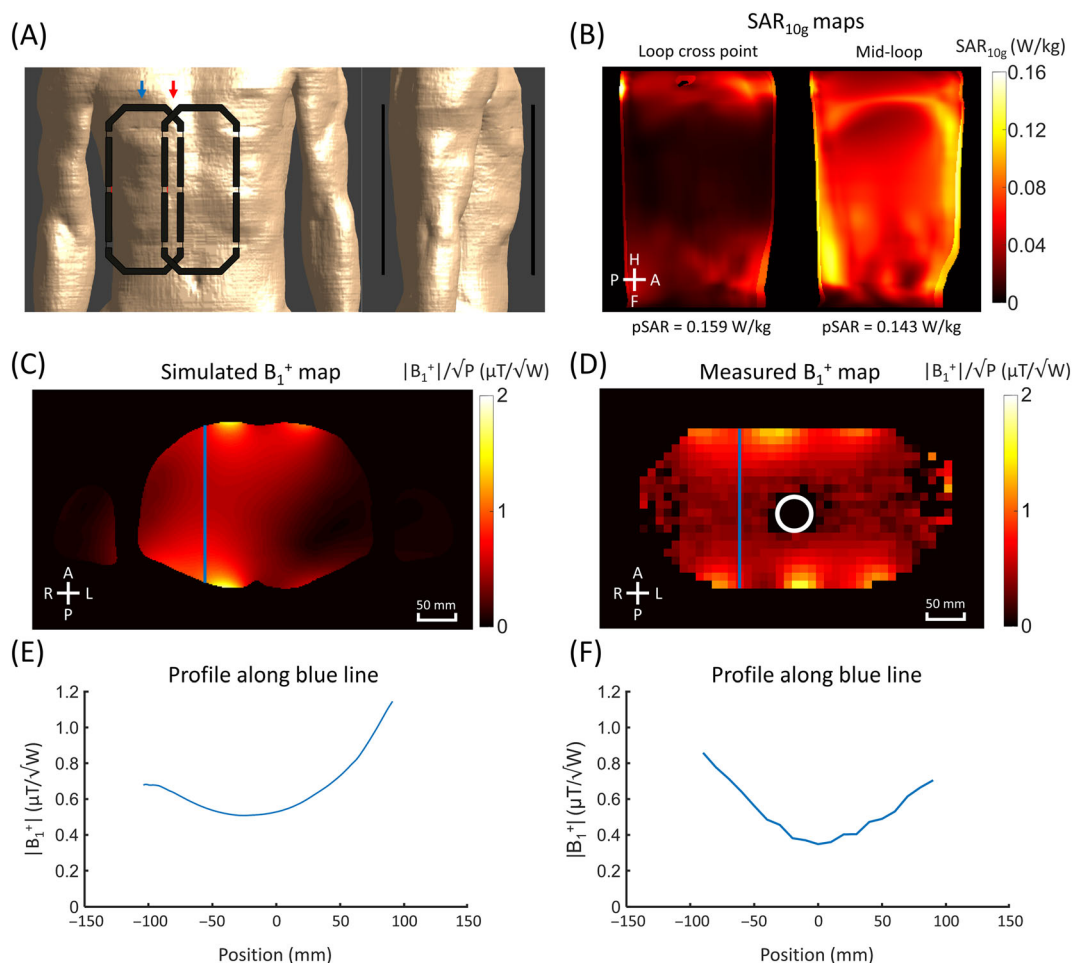 (A)
(B)
SAR10g maps
Loop cross point
Mid-loop
SAR10g (W/kg)
0.16
0.12
0.08
0.04
0
H
P A
F
pSAR = 0.159 W/kg
pSAR = 0.143 W/kg
(C)
Simulated B1+ map
|B1+|/√P (µT/√W)
2
1
0
A
R L
P
50 mm
(D)
Measured B1+ map
|B1+|/√P (µT/√W)
2
1
0
A
R L
P
50 mm
(E)
Profile along blue line
|B1+| (µT/√W)
1.2
1.0
0.8
0.6
0.4
0.2
0
−150 −100 −50 0 50 100 150
Position (mm)
(F)
Profile along blue line
|B1+| (µT/√W)
1.2
1.0
0.8
0.6
0.4
0.2
0
−150 −100 −50 0 50 100 150
Position (mm)